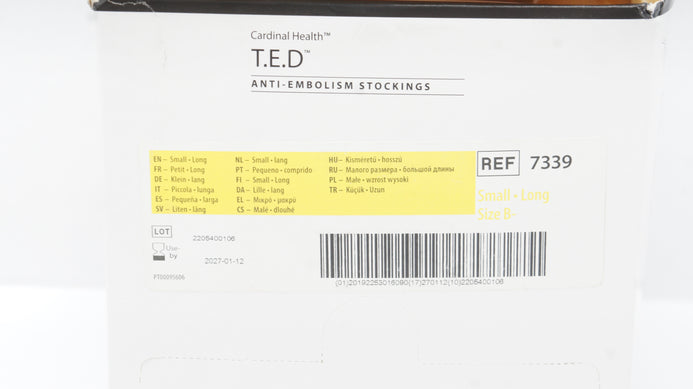 Cardinal Health™
T.E.D™
ANTI-EMBOLISM STOCKINGS
EN – Small • Long
FR – Petit • Long
DE – Klein • lang
IT – Piccola • lunga
ES – Pequeña • larga
SV – Liten • lång
NL – Small • lang
PT – Pequeno • comprido
FI – Small • Long
DA – Lille • lang
EL – Μικρό • μακρύ
CS – Malé • dlouhé
HU – Kisméretű • hosszú
RU – Малого размера • большой длины
PL – Małe • wzrost wysoki
TR – Küçük • Uzun
REF 7339
Small • Long
Size B-
LOT 2205400106
Use-
by 2027-01-12
PT00095606
(01)20192253016090(17)270112(10)2205400106